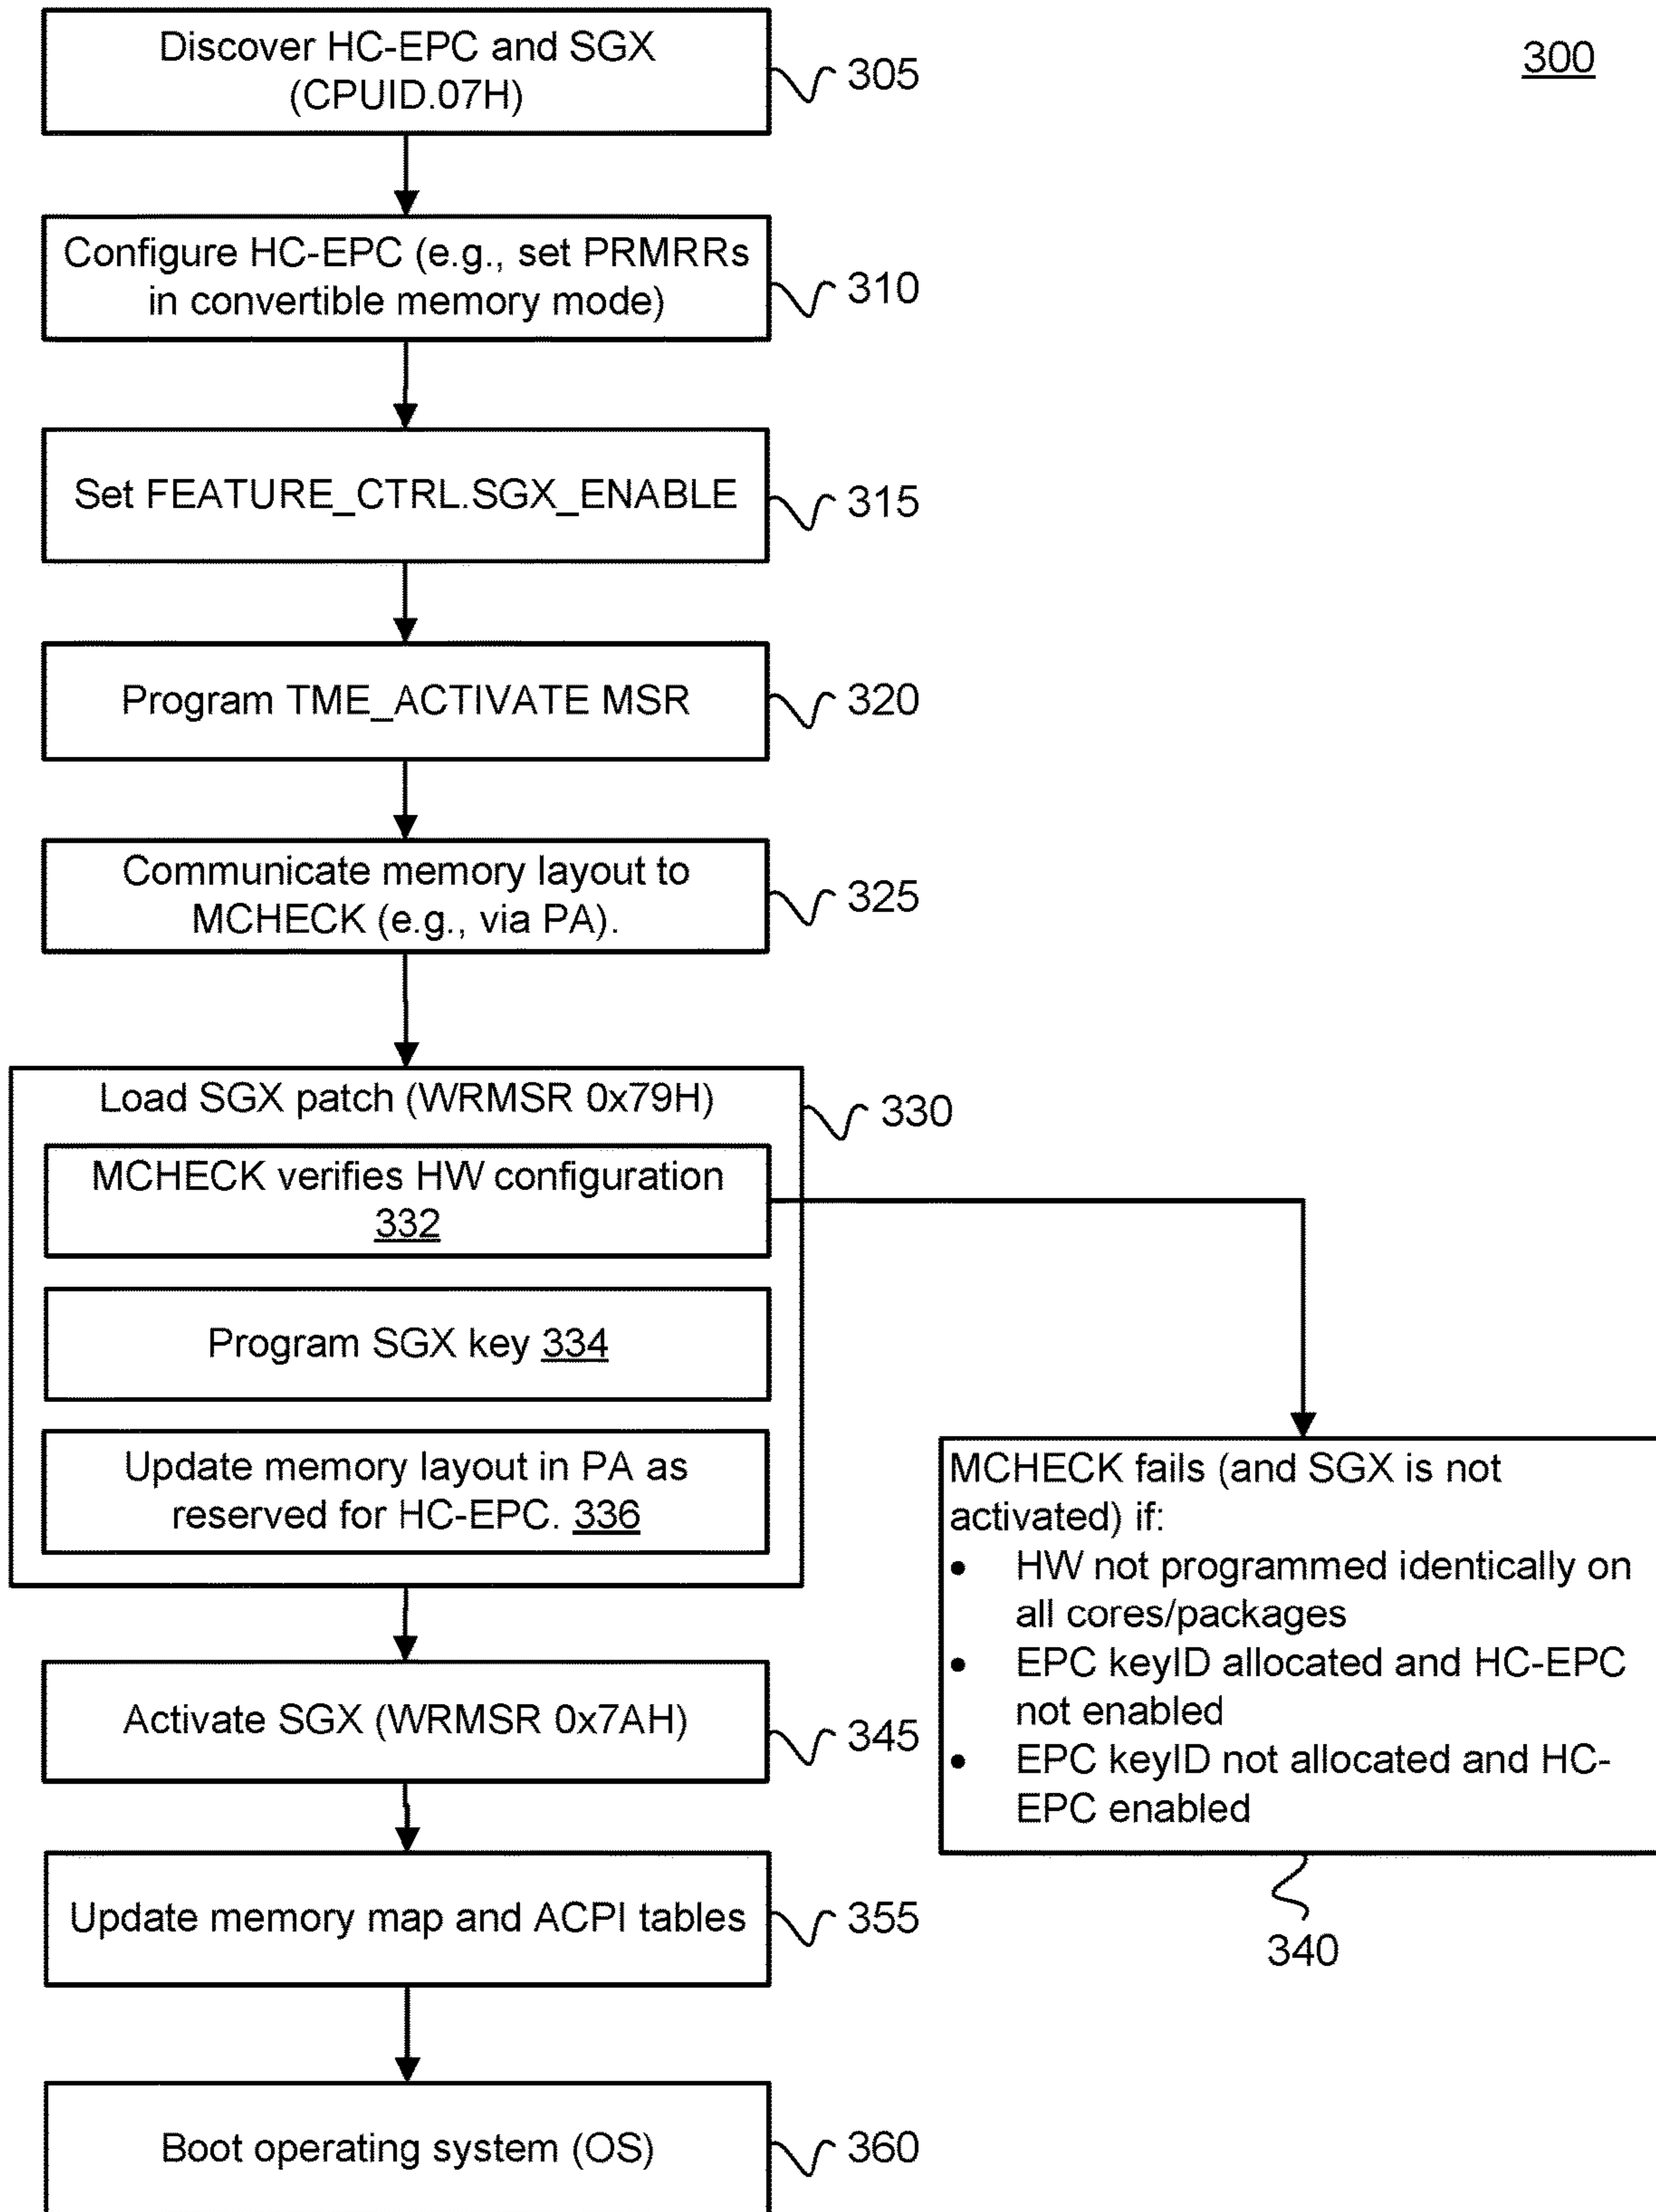 300
Discover HC-EPC and SGX
(CPUID.07H)
305
Configure HC-EPC (e.g., set PRMRRs
in convertible memory mode)
310
Set FEATURE_CTRL.SGX_ENABLE
315
Program TME_ACTIVATE MSR
320
Communicate memory layout to
MCHECK (e.g., via PA).
325
Load SGX patch (WRMSR 0x79H)
330
MCHECK verifies HW configuration
332
Program SGX key 334
Update memory layout in PA as
reserved for HC-EPC. 336
MCHECK fails (and SGX is not
activated) if:
• HW not programmed identically on
all cores/packages
• EPC keyID allocated and HC-EPC
not enabled
• EPC keyID not allocated and HC-
EPC enabled
340
Activate SGX (WRMSR 0x7AH)
345
Update memory map and ACPI tables
355
Boot operating system (OS)
360